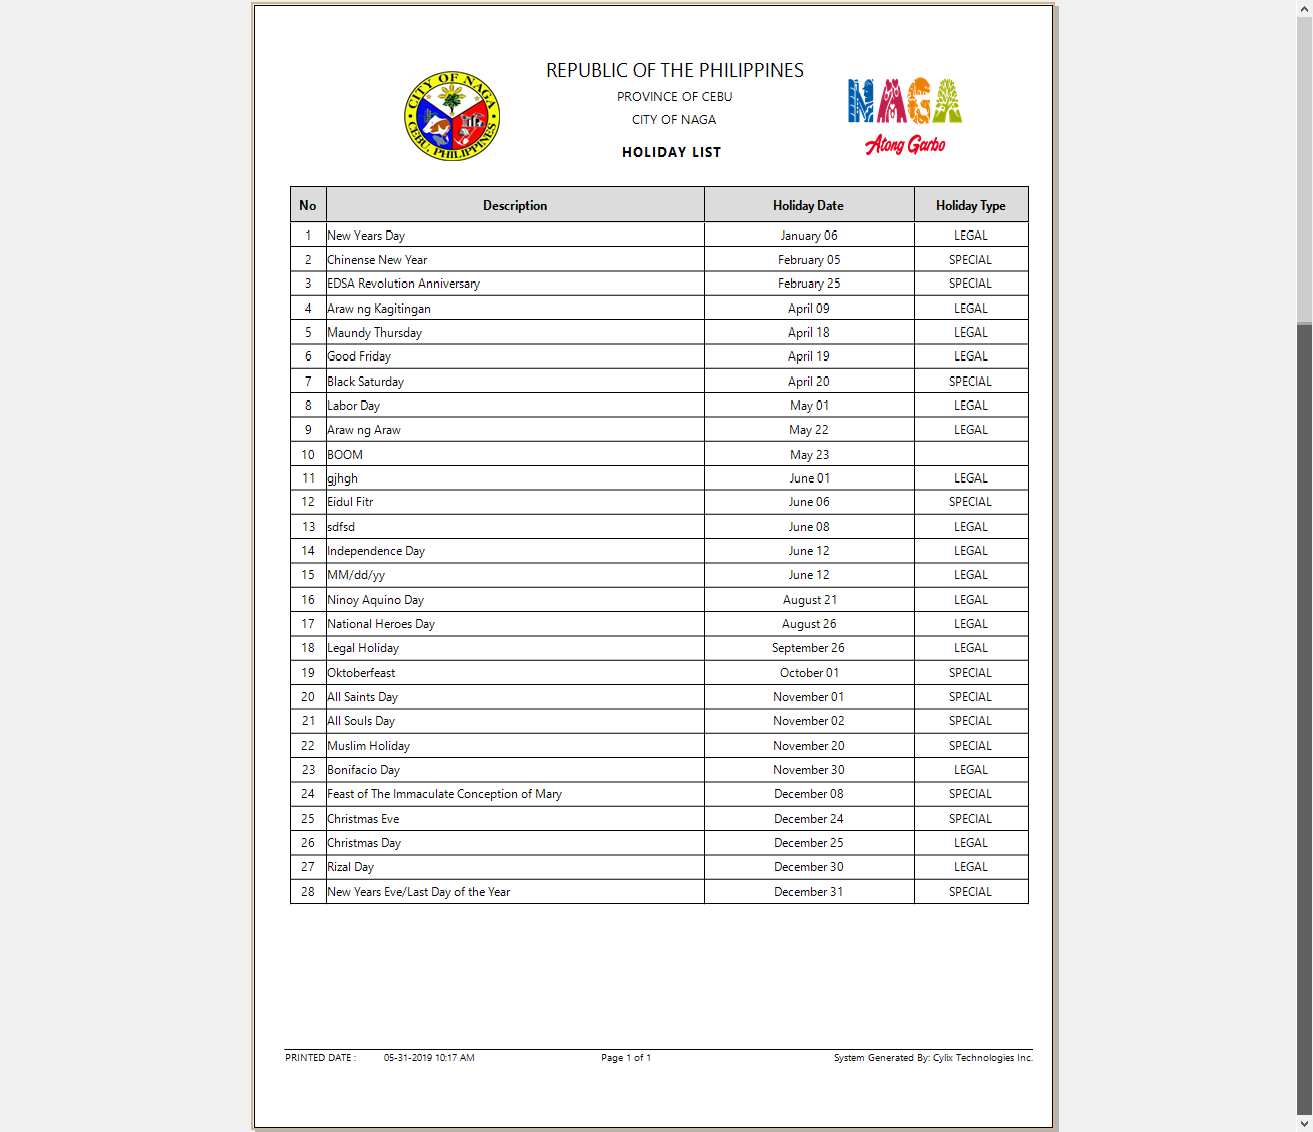 REPUBLIC OF THE PHILIPPINES
PROVINCE OF CEBU
CITY OF NAGA
HOLIDAY LIST
CITY OF NAGA
CEBU, PHILIPPINES
NAGA
Atong Garbo
No Description Holiday Date Holiday Type
1 New Years Day January 06 LEGAL
2 Chinense New Year February 05 SPECIAL
3 EDSA Revolution Anniversary February 25 SPECIAL
4 Araw ng Kagitingan April 09 LEGAL
5 Maundy Thursday April 18 LEGAL
6 Good Friday April 19 LEGAL
7 Black Saturday April 20 SPECIAL
8 Labor Day May 01 LEGAL
9 Araw ng Araw May 22 LEGAL
10 BOOM May 23
11 gjhgh June 01 LEGAL
12 Eidul Fitr June 06 SPECIAL
13 sdfsd June 08 LEGAL
14 Independence Day June 12 LEGAL
15 MM/dd/yy June 12 LEGAL
16 Ninoy Aquino Day August 21 LEGAL
17 National Heroes Day August 26 LEGAL
18 Legal Holiday September 26 LEGAL
19 Oktoberfeast October 01 SPECIAL
20 All Saints Day November 01 SPECIAL
21 All Souls Day November 02 SPECIAL
22 Muslim Holiday November 20 SPECIAL
23 Bonifacio Day November 30 LEGAL
24 Feast of The Immaculate Conception of Mary December 08 SPECIAL
25 Christmas Eve December 24 SPECIAL
26 Christmas Day December 25 LEGAL
27 Rizal Day December 30 LEGAL
28 New Years Eve/Last Day of the Year December 31 SPECIAL
PRINTED DATE : 05-31-2019 10:17 AM Page 1 of 1 System Generated By: Cylix Technologies Inc.